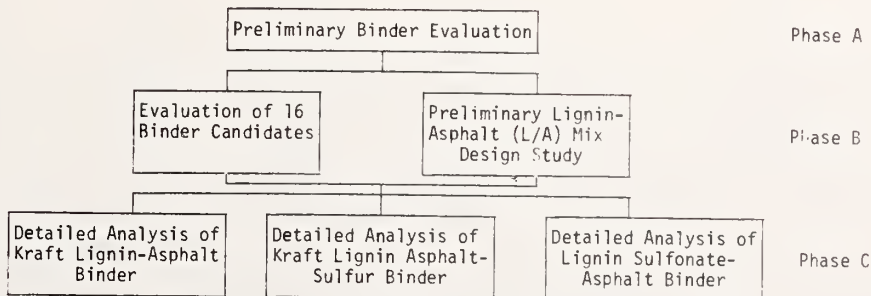 Preliminary Binder Evaluation
Phase A
Evaluation of 16
Binder Candidates
Preliminary Lignin-
Asphalt (L/A) Mix
Design Study
Phase B
Detailed Analysis of
Kraft Lignin-Asphalt
Binder
Detailed Analysis of
Kraft Lignin Asphalt-
Sulfur Binder
Detailed Analysis of
Lignin Sulfonate-
Asphalt Binder
Phase C